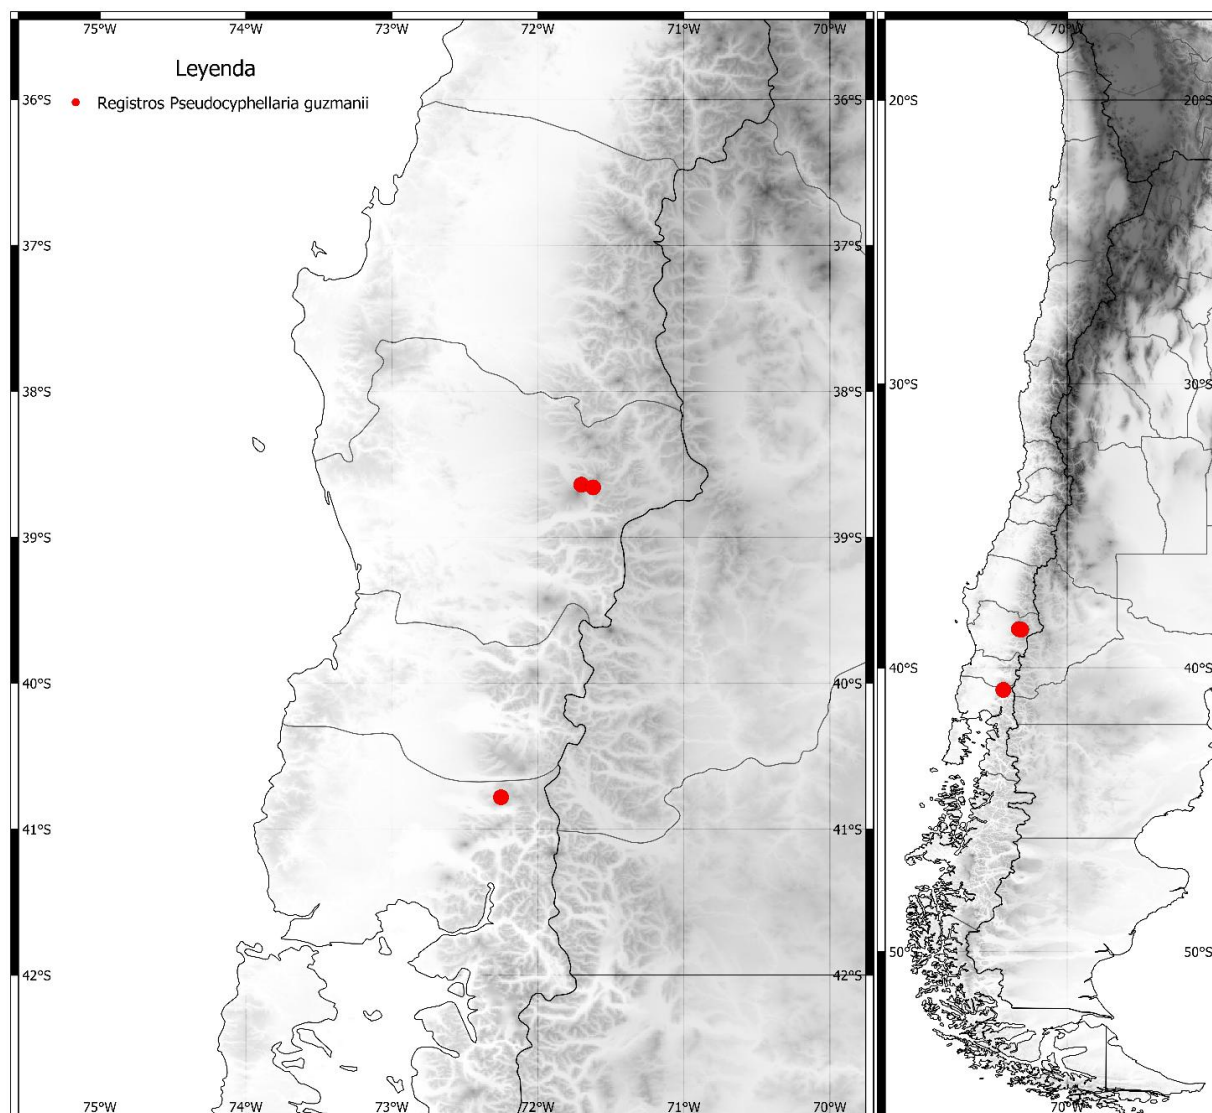 75°W 74°W 73°W 72°W 71°W 70°W 70°W
Leyenda
Registros Pseudocyphellaria guzmanii
36°S 36°S 20°S 20°S
37°S 37°S
38°S 38°S 30°S 30°S
39°S 39°S
40°S 40°S 40°S 40°S
41°S 41°S
42°S 42°S 50°S 50°S
75°W 74°W 73°W 72°W 71°W 70°W 70°W